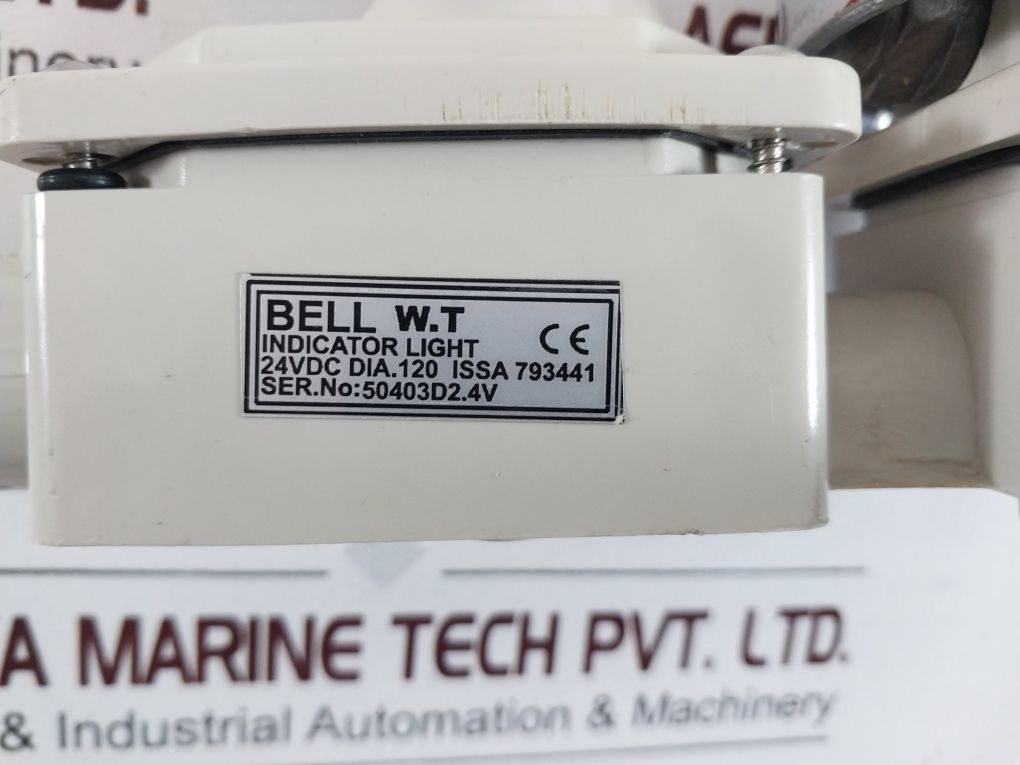 BELL W.T
INDICATOR LIGHT
CE
24VDC DIA.120 ISSA 793441
SER.No:50403D2.4V
MARINE TECH PVT. LTD.
& Industrial Automation & Machinery